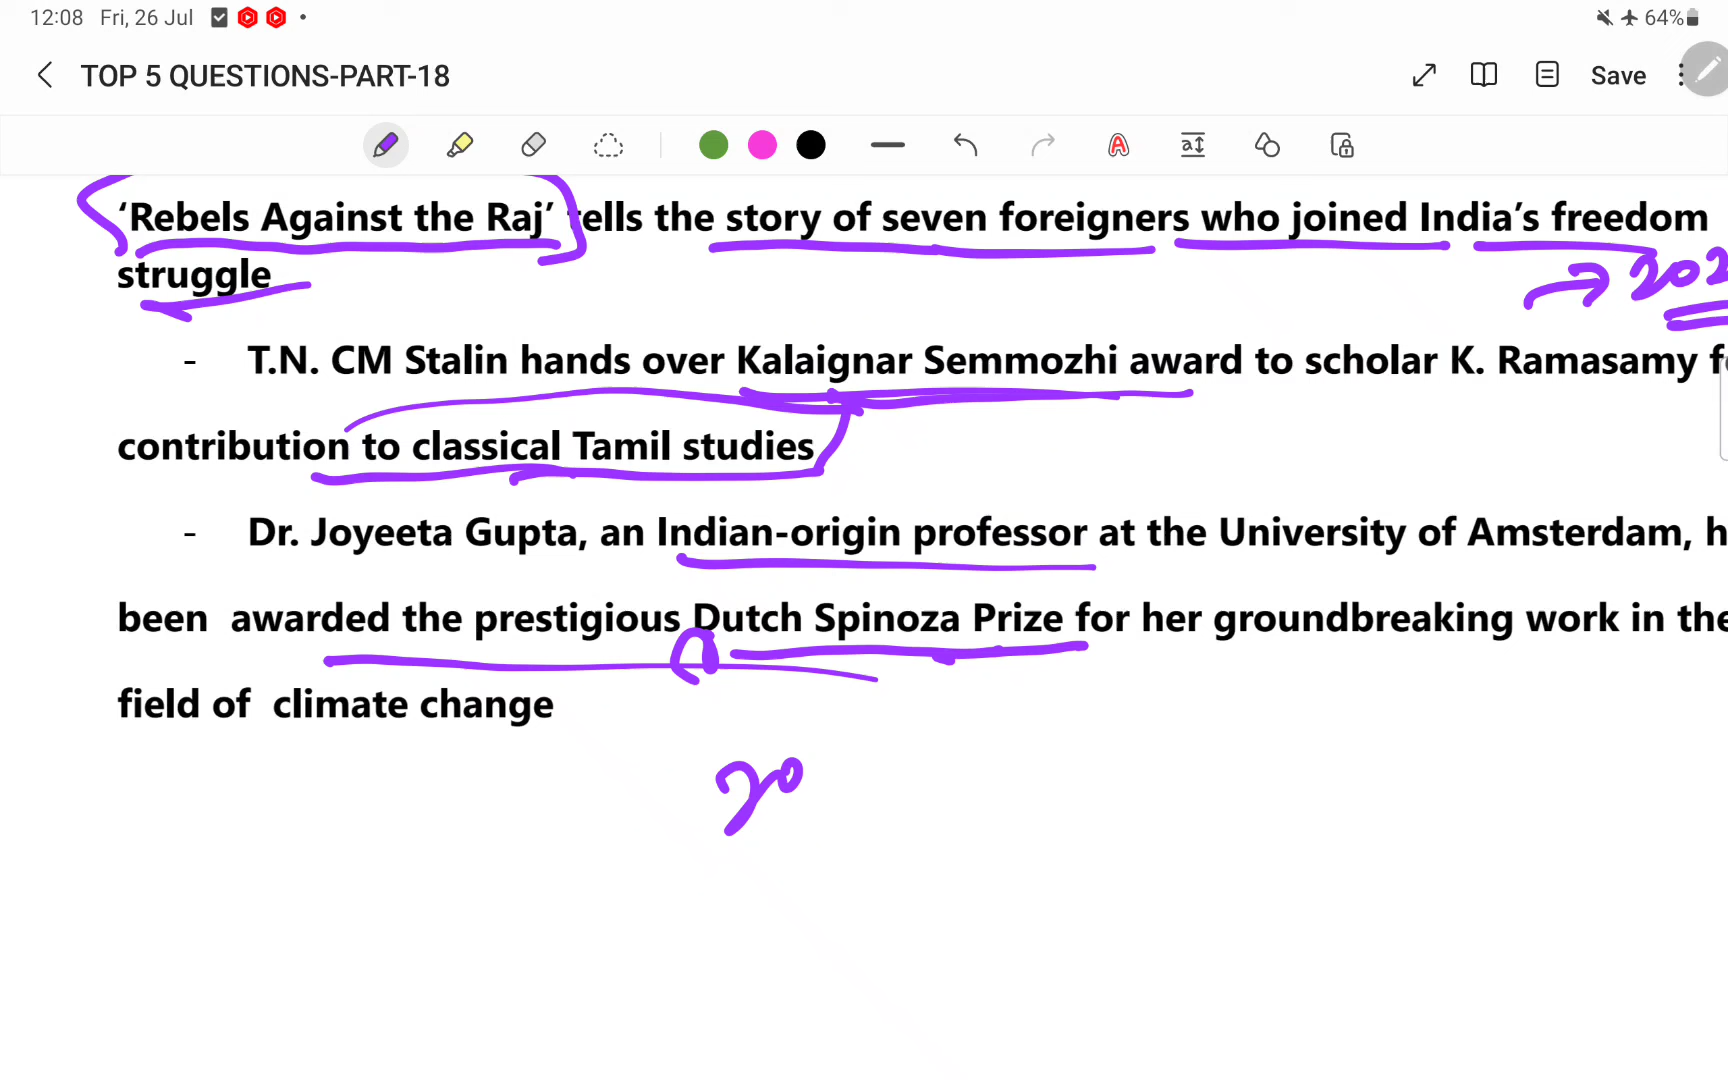 12:08 Fri, 26 Jul 64%
TOP 5 QUESTIONS-PART-18 Save
‘Rebels Against the Raj’ tells the story of seven foreigners who joined India’s freedom
struggle
202
- T.N. CM Stalin hands over Kalaignar Semmozhi award to scholar K. Ramasamy
contribution to classical Tamil studies
- Dr. Joyeeta Gupta, an Indian-origin professor at the University of Amsterdam,
been awarded the prestigious Dutch Spinoza Prize for her groundbreaking work in the
field of climate change
20